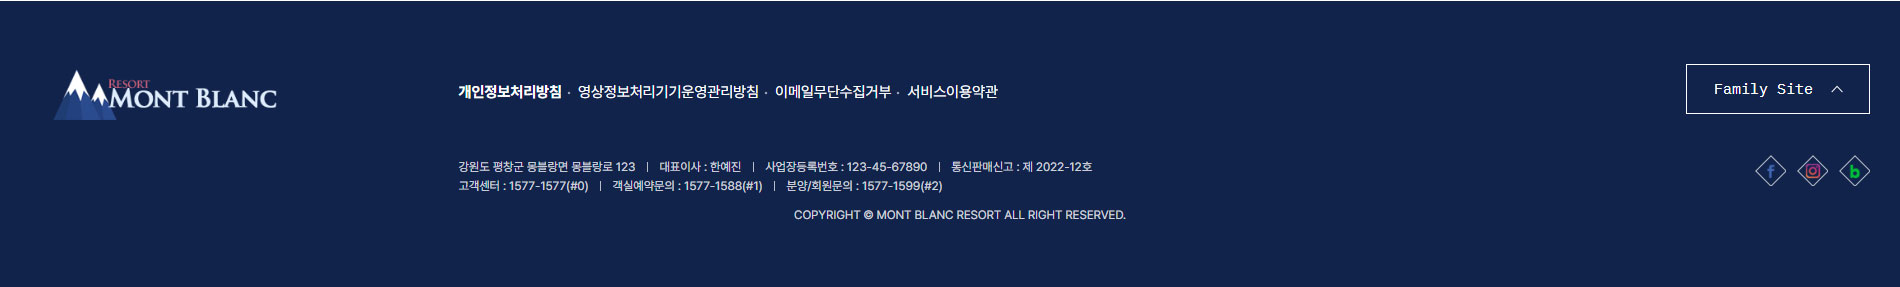 RESORT
MONT BLANC
개인정보처리방침 · 영상정보처리기기운영관리방침 · 이메일무단수집거부 · 서비스이용약관
Family Site
강원도 평창군 몽블랑면 몽블랑로 123 | 대표이사 : 한예진 | 사업장등록번호 : 123-45-67890 | 통신판매신고 : 제 2022-12호
고객센터 : 1577-1577(#0) | 객실예약문의 : 1577-1588(#1) | 분양/회원문의 : 1577-1599(#2)
f
b
COPYRIGHT © MONT BLANC RESORT ALL RIGHT RESERVED.